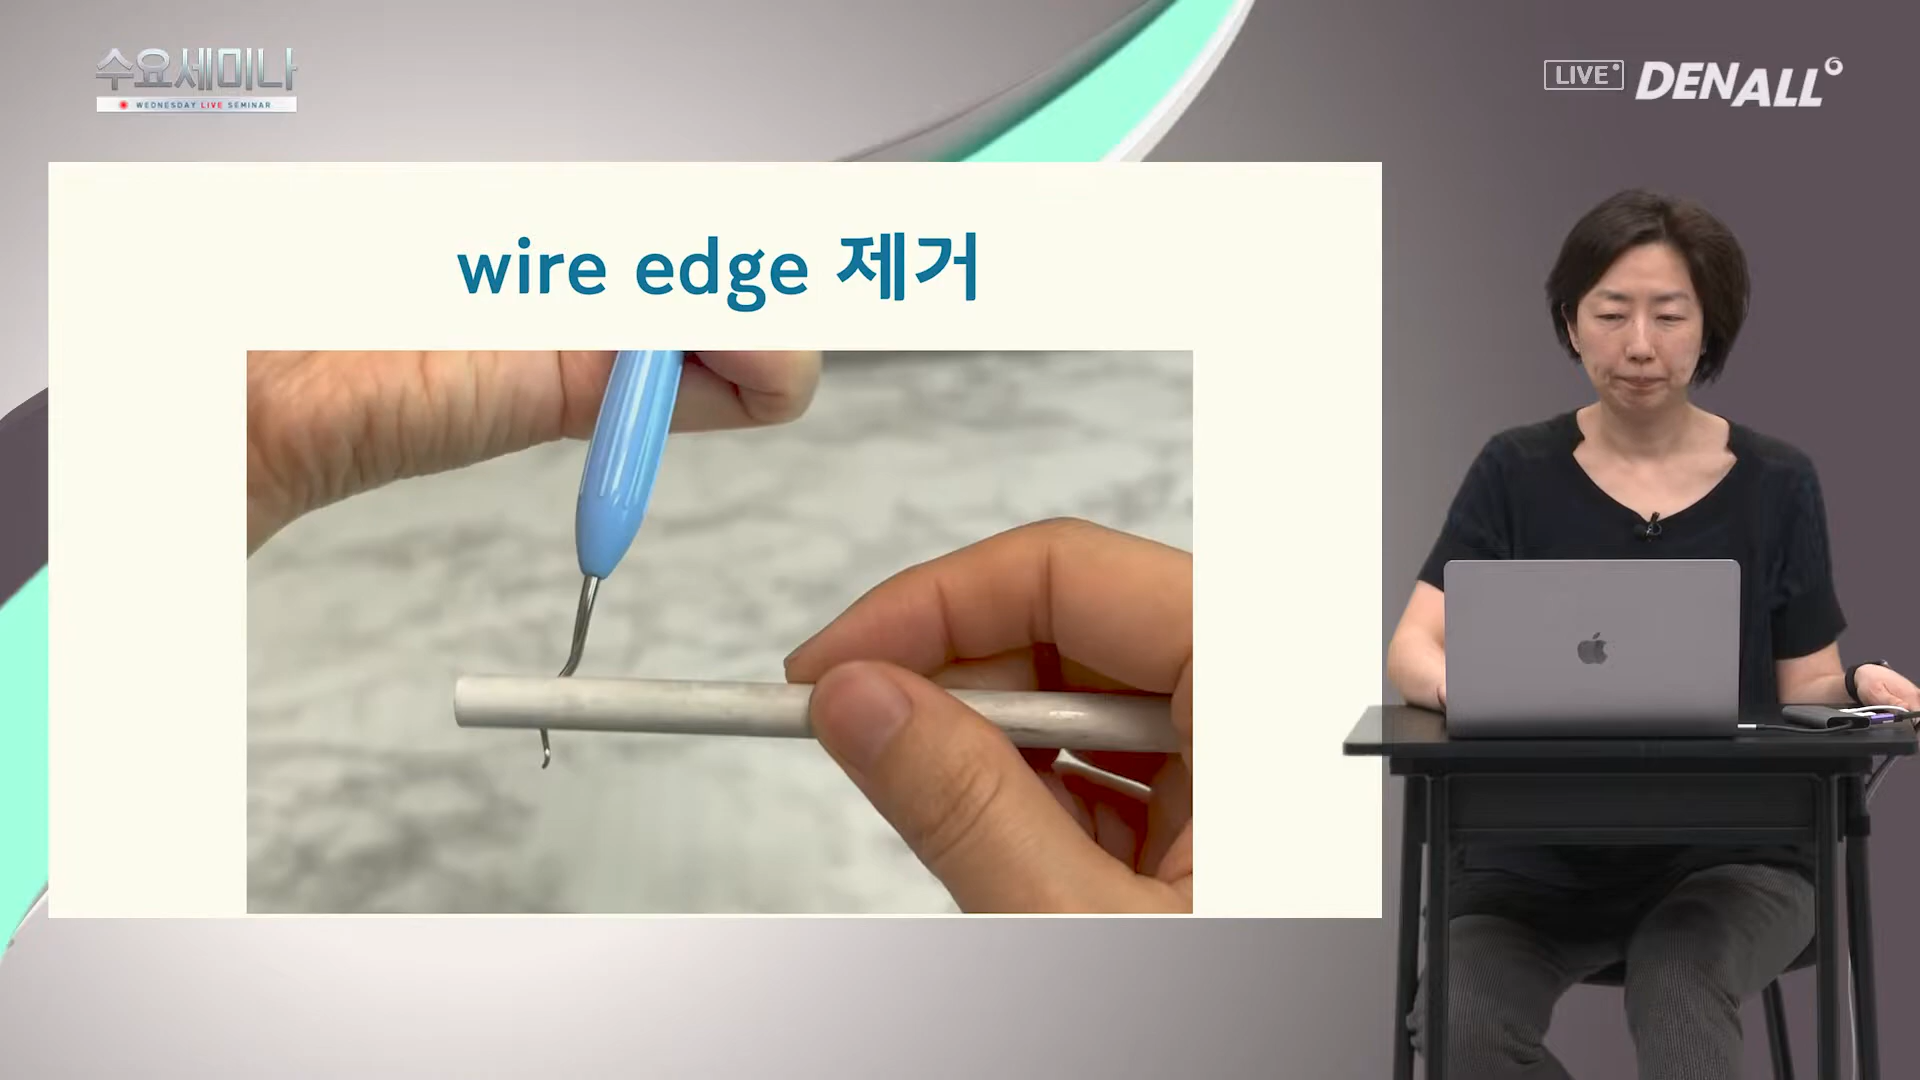 수요세미나
WEDNESDAY LIVE SEMINAR
LIVE
DENALL
wire edge 제거